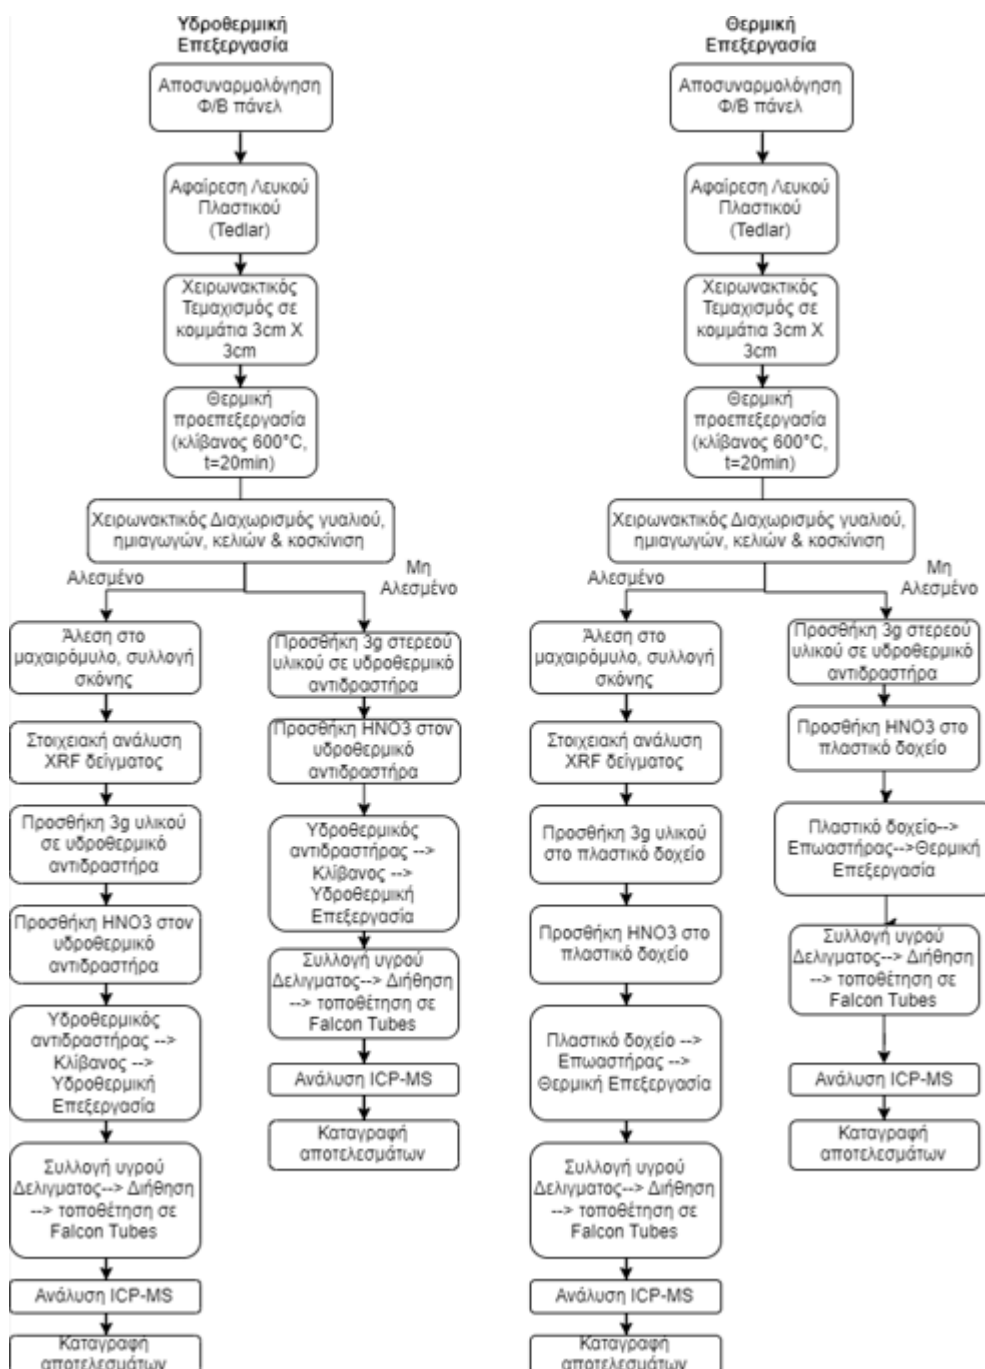 Υδροθερμική
Επεξεργασία
Αποσυναρμολόγηση
Φ/Β πάνελ
Αφαίρεση Λευκού
Πλαστικού
(Tedlar)
Χειρωνακτικός
Τεμαχισμός σε
κομμάτια 3cm X
3cm
Θερμική
προεπεξεργασία
(κλίβανος 600°C,
t=20min)
Χειρωνακτικός Διαχωρισμός γυαλιού,
ημιαγωγών, κελιών & κοσκίνιση
Αλεσμένο
Άλεση στο
μαχαιρόμυλο, συλλογή
σκόνης
Στοιχειακή ανάλυση
XRF δείγματος
Προσθήκη 3g υλικού
σε υδροθερμικό
αντιδραστήρα
Προσθήκη HNO3 στον
υδροθερμικό
αντιδραστήρα
Υδροθερμικός
αντιδραστήρας -->
Κλίβανος -->
Υδροθερμική
Επεξεργασία
Συλλογή υγρού
Δελιγματος--> Διήθηση
--> τοποθέτηση σε
Falcon Tubes
Ανάλυση ICP-MS
Καταγραφή
αποτελεσμάτων
Μη
Αλεσμένο
Προσθήκη 3g στερεού
υλικού σε υδροθερμικό
αντιδραστήρα
Προσθήκη HNO3 στον
υδροθερμικό
αντιδραστήρα
Υδροθερμικός
αντιδραστήρας -->
Κλίβανος -->
Υδροθερμική
Επεξεργασία
Συλλογή υγρού
Δελιγματος--> Διήθηση
--> τοποθέτηση σε
Falcon Tubes
Ανάλυση ICP-MS
Καταγραφή
αποτελεσμάτων
Θερμική
Επεξεργασία
Αποσυναρμολόγηση
Φ/Β πάνελ
Αφαίρεση Λευκού
Πλαστικού
(Tedlar)
Χειρωνακτικός
Τεμαχισμός σε
κομμάτια 3cm X
3cm
Θερμική
προεπεξεργασία
(κλίβανος 600°C,
t=20min)
Χειρωνακτικός Διαχωρισμός γυαλιού,
ημιαγωγών, κελιών & κοσκίνιση
Αλεσμένο
Άλεση στο
μαχαιρόμυλο, συλλογή
σκόνης
Στοιχειακή ανάλυση
XRF δείγματος
Προσθήκη 3g υλικού
στο πλαστικό δοχείο
Προσθήκη HNO3 στο
πλαστικό δοχείο
Πλαστικό δοχείο -->
Επωαστήρας -->
Θερμική Επεξεργασία
Συλλογή υγρού
Δελιγματος--> Διήθηση
--> τοποθέτηση σε
Falcon Tubes
Ανάλυση ICP-MS
Καταγραφή
αποτελεσμάτων
Μη
Αλεσμένο
Προσθήκη 3g στερεού
υλικού σε υδροθερμικό
αντιδραστήρα
Προσθήκη HNO3 στο
πλαστικό δοχείο
Πλαστικό δοχείο-->
Επωαστήρας-->Θερμική
Επεξεργασία
Συλλογή υγρού
Δελιγματος--> Διήθηση
--> τοποθέτηση σε
Falcon Tubes
Ανάλυση ICP-MS
Καταγραφή
αποτελεσμάτων